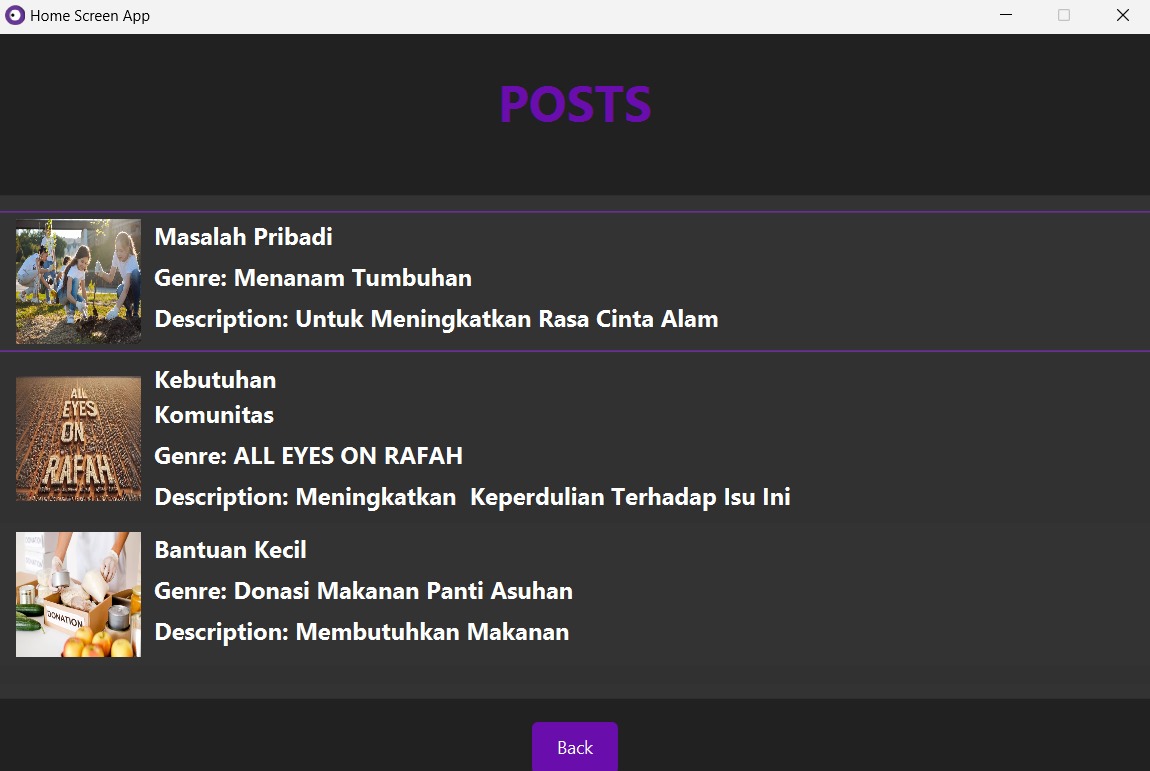 Home Screen App
POSTS
Masalah Pribadi
Genre: Menanam Tumbuhan
Description: Untuk Meningkatkan Rasa Cinta Alam
ALL
EYES
ON
RAFAH
Kebutuhan
Komunitas
Genre: ALL EYES ON RAFAH
Description: Meningkatkan  Keperdulian Terhadap Isu Ini
DONATION
Bantuan Kecil
Genre: Donasi Makanan Panti Asuhan
Description: Membutuhkan Makanan
Back